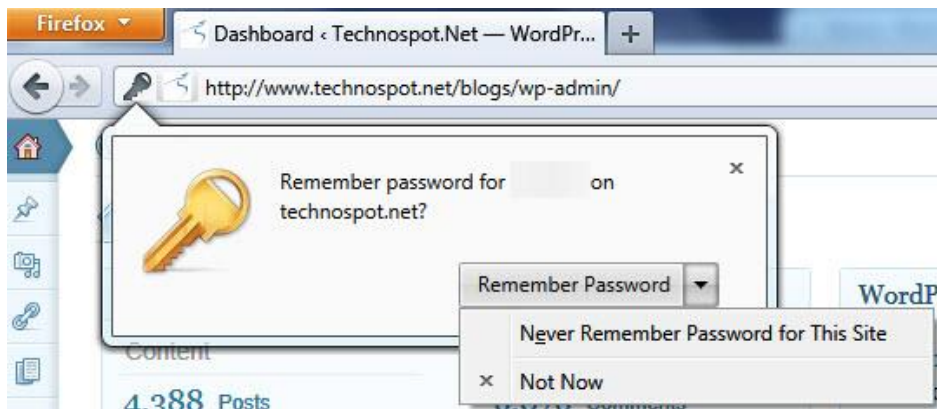 Firefox
Dashboard ‹ Technospot.Net — WordPr...
http://www.technospot.net/blogs/wp-admin/
Remember password for on
technospot.net?
Remember Password
WordP
Never Remember Password for This Site
Content
Not Now
4,388 Posts
Comments